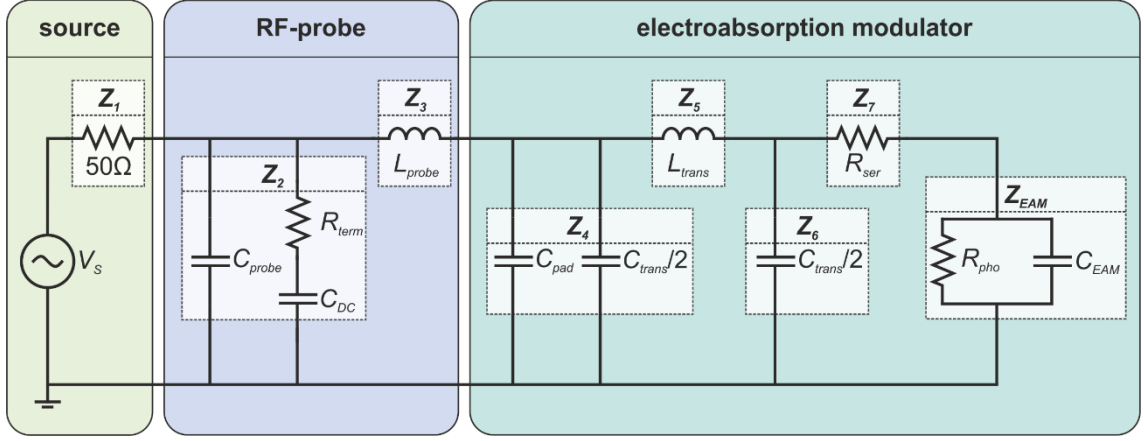 source
RF-probe
electroabsorption modulator
Z1
50Ω
VS
Z2
Cprobe
Rterm
CDC
Z3
Lprobe
Z4
Cpad
Ctrans/2
Z5
Ltrans
Z6
Ctrans/2
Z7
Rser
ZEAM
Rpho
CEAM